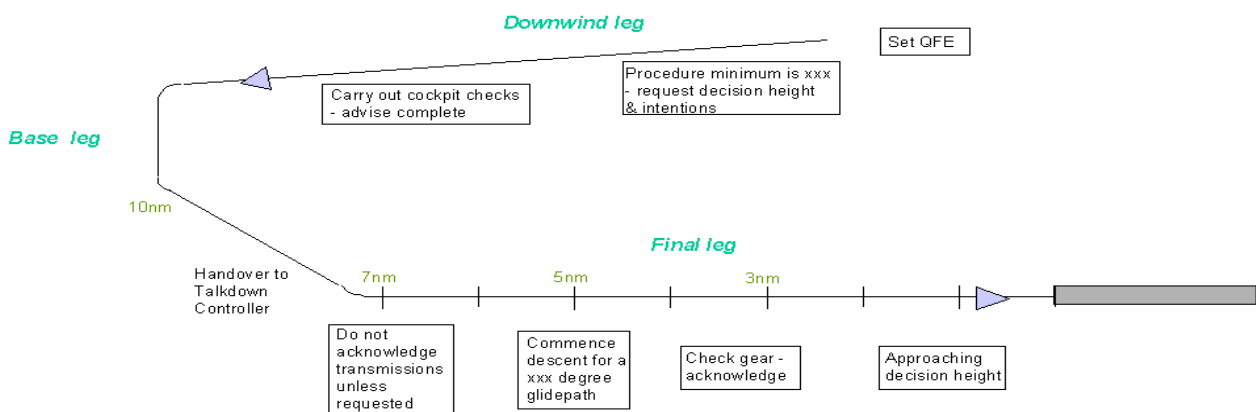 Downwind leg
Set QFE
Procedure minimum is xxx
- request decision height
& intentions
Carry out cockpit checks
- advise complete
Base leg
10nm
Final leg
Handover to
Talkdown
Controller
7nm
5nm
3nm
Do not
acknowledge
transmissions
unless
requested
Commence
descent for a
xxx degree
glidepath
Check gear -
acknowledge
Approaching
decision height